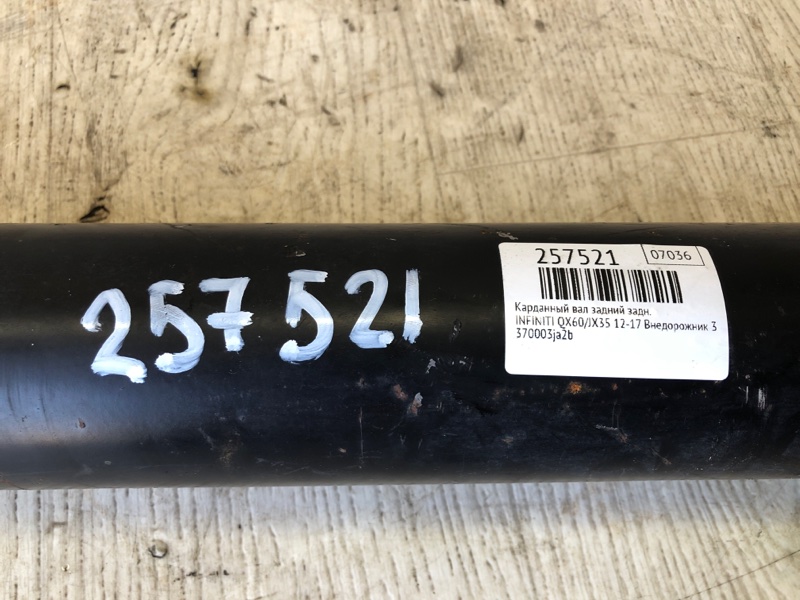 257521
257521
07036
Карданный вал задний задн.
INFINITI QX60/JX35 12-17 Внедорожник 3
370003ja2b